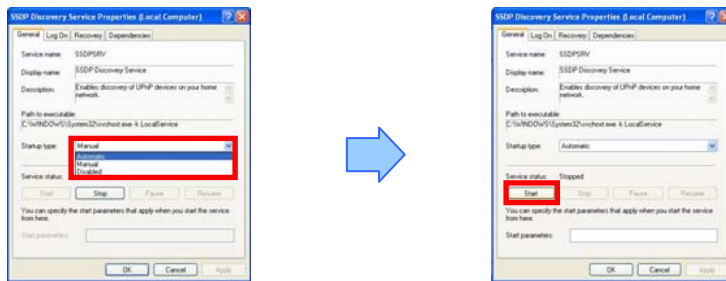 SSDP Discovery Service Properties (Local Computer)
General Log On Recovery Dependencies
Service name: SSDPSRV
Display name: SSDP Discovery Service
Description: Enables discovery of UPnP devices on your home
network.
Path to executable:
C:\WINDOWS\System32\svchost.exe -k LocalService
Startup type: Manual
Automatic
Manual
Disabled
Service status:
Start Stop Pause Resume
You can specify the start parameters that apply when you start the service
from here.
Start parameters:
OK Cancel Apply
SSDP Discovery Service Properties (Local Computer)
General Log On Recovery Dependencies
Service name: SSDPSRV
Display name: SSDP Discovery Service
Description: Enables discovery of UPnP devices on your home
network.
Path to executable:
C:\WINDOWS\System32\svchost.exe -k LocalService
Startup type: Automatic
Service status: Stopped
Start Stop Pause Resume
You can specify the start parameters that apply when you start the service
from here.
Start parameters:
OK Cancel Apply